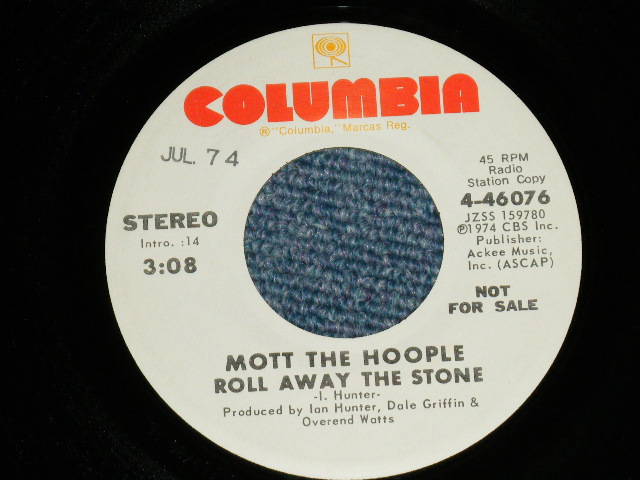 COLUMBIA
® "Columbia," Marcas Reg.
JUL. 74
45 RPM
Radio
Station Copy
4-46076
JZSS 159780
℗1974 CBS Inc.
Publisher:
Ackee Music,
Inc. (ASCAP)
STEREO
Intro. :14
3:08
NOT
FOR SALE
MOTT THE HOOPLE
ROLL AWAY THE STONE
-I. Hunter-
Produced by Ian Hunter, Dale Griffin &
Overend Watts